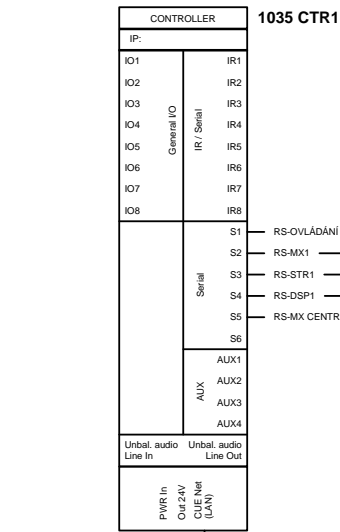 CONTROLLER
1035 CTR1
IP:
IO1 IR1
IO2 IR2
IO3 IR3
IO4 IR4
IO5 IR5
IO6 IR6
IO7 IR7
IO8 IR8
General I/O
IR / Serial
S1 RS-OVLÁDÁNÍ
S2 RS-MX1
S3 RS-STR1
S4 RS-DSP1
S5 RS-MX CENTR
S6
Serial
AUX1
AUX2
AUX3
AUX4
AUX
Unbal. audio Unbal. audio
Line In Line Out
PWR In
Out 24V
CUE Net
(LAN)